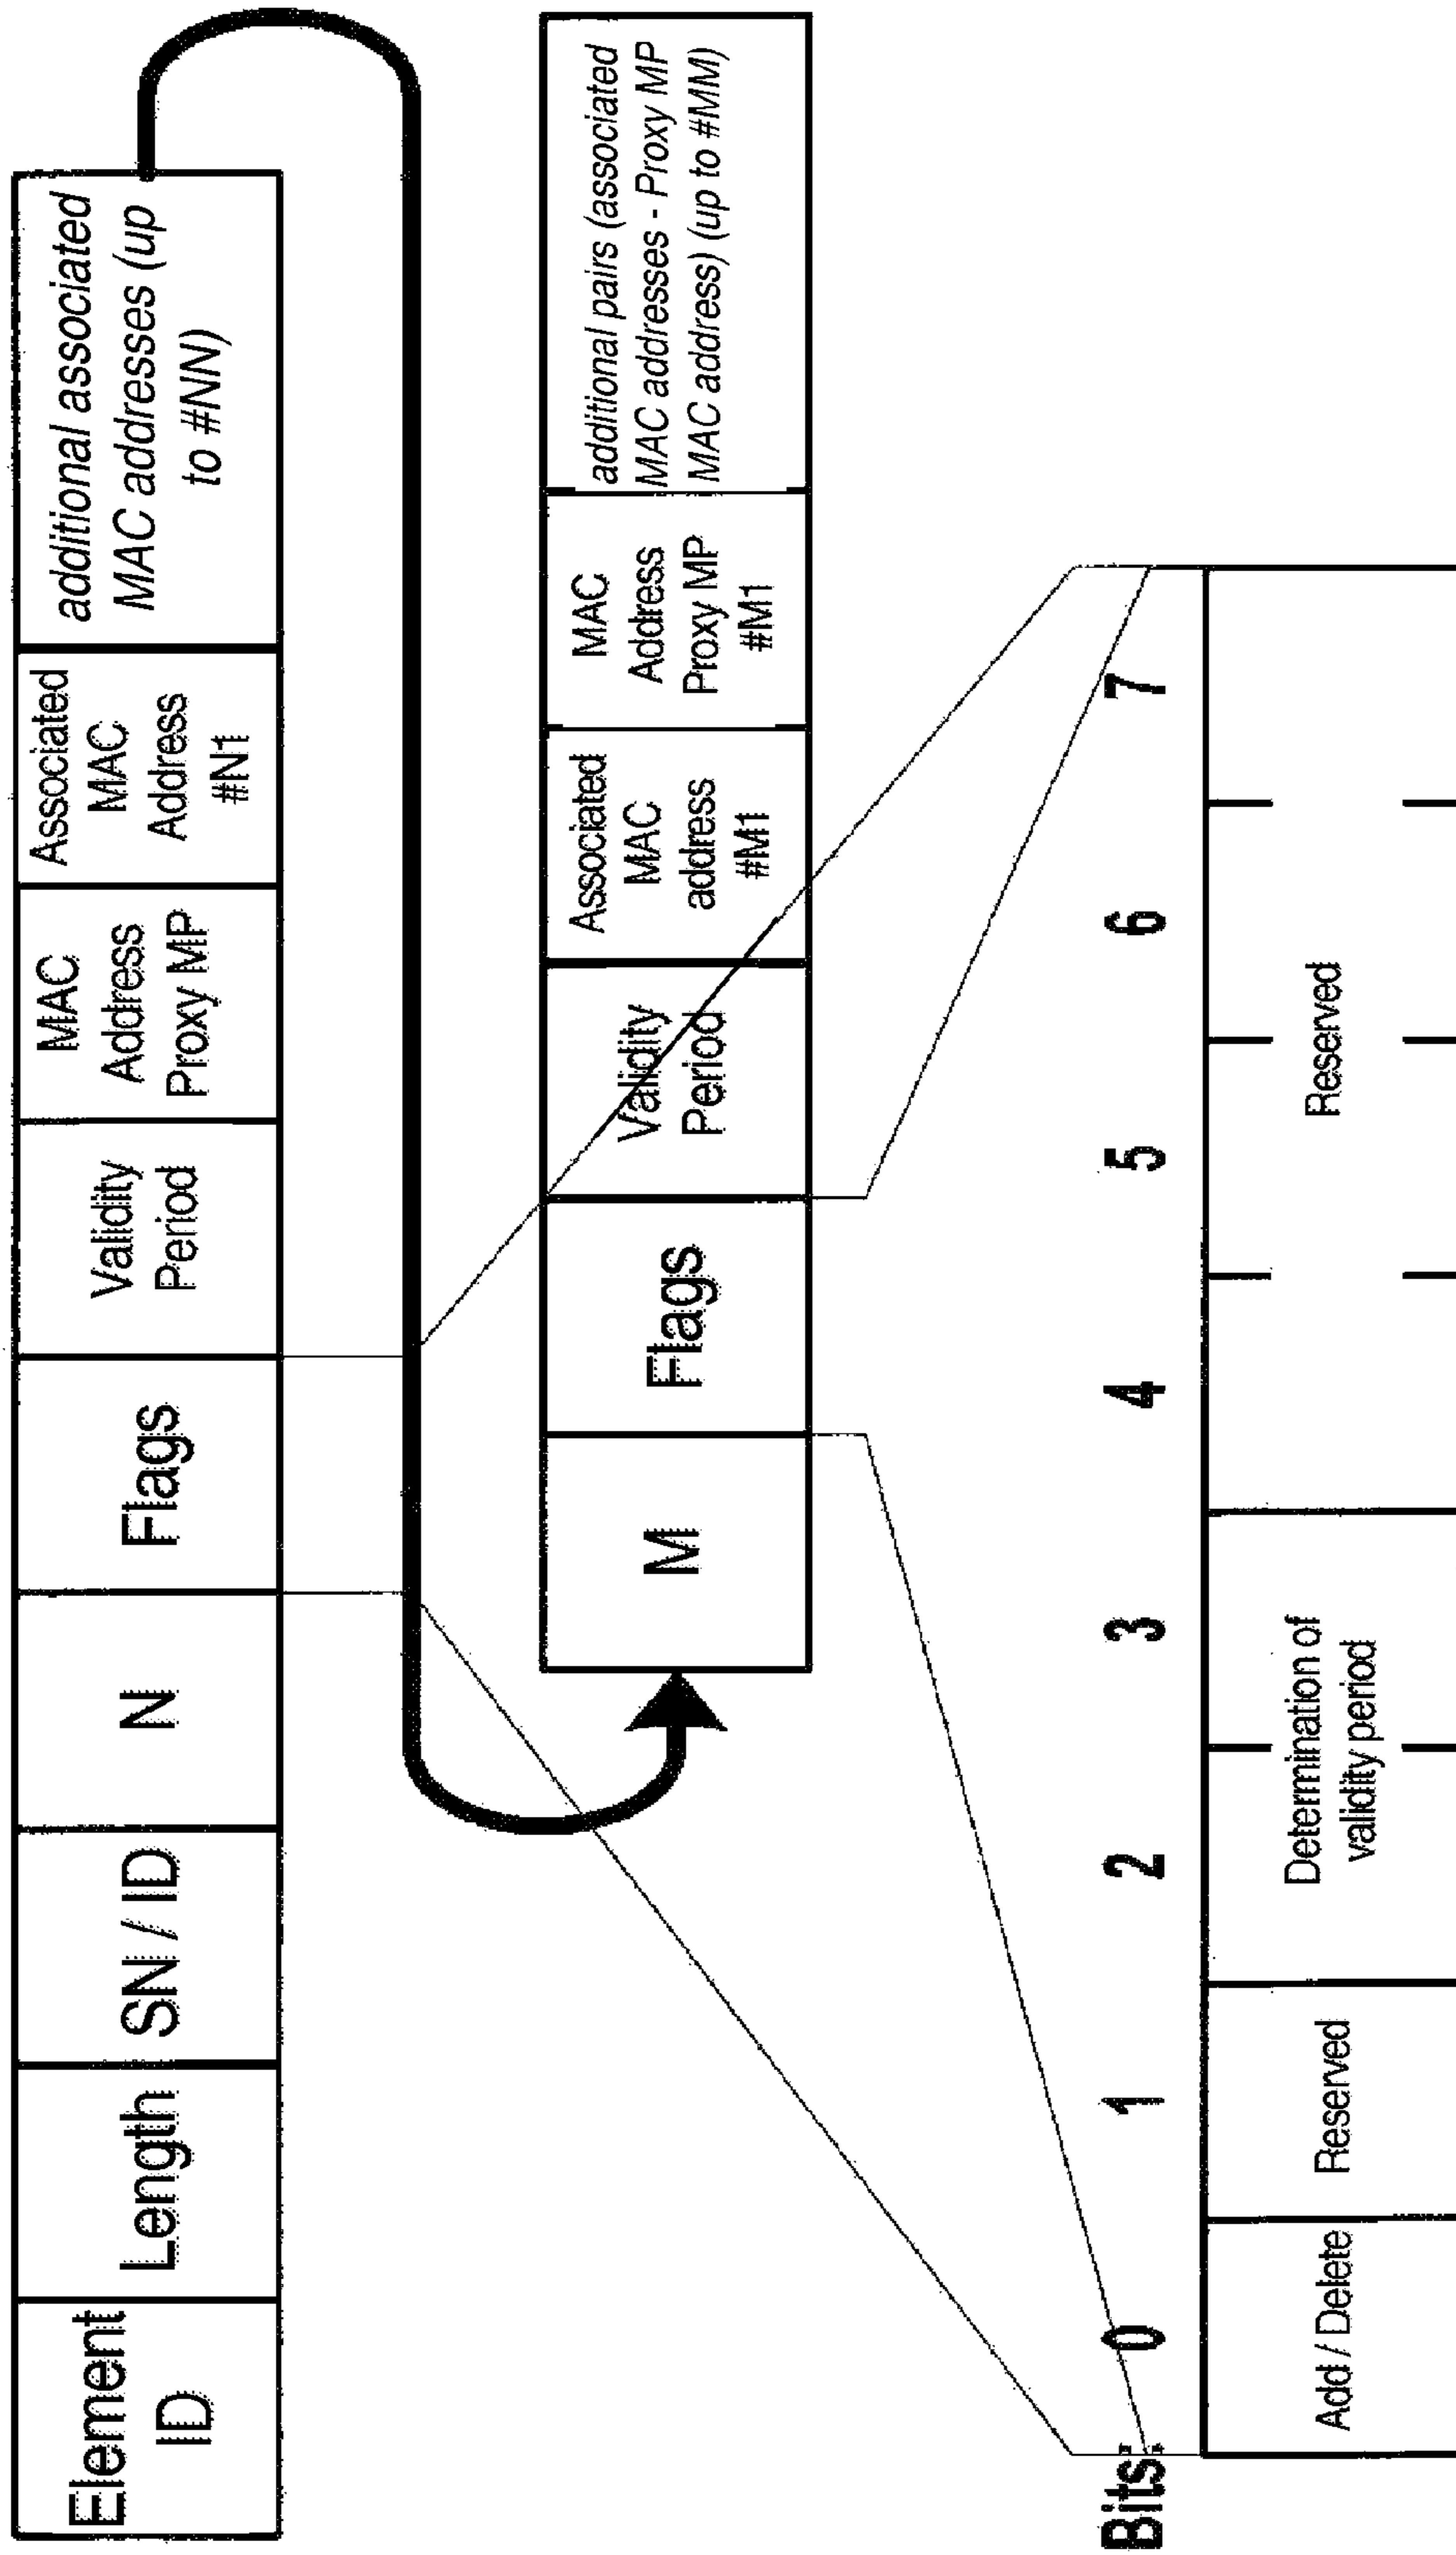 Element
ID
Length
SN / ID
N
Flags
Validity
Period
MAC
Address
Proxy MP
Associated
MAC
Address
#N1
additional associated
MAC addresses (up
to #NN)
M
Flags
Validity
Period
Associated
MAC
address
#M1
MAC
Address
Proxy MP
#M1
additional pairs (associated
MAC addresses - Proxy MP
MAC address) (up to #MM)
Bits: 0 1 2 3 4 5 6 7
Add / Delete
Reserved
Determination of
validity period
Reserved